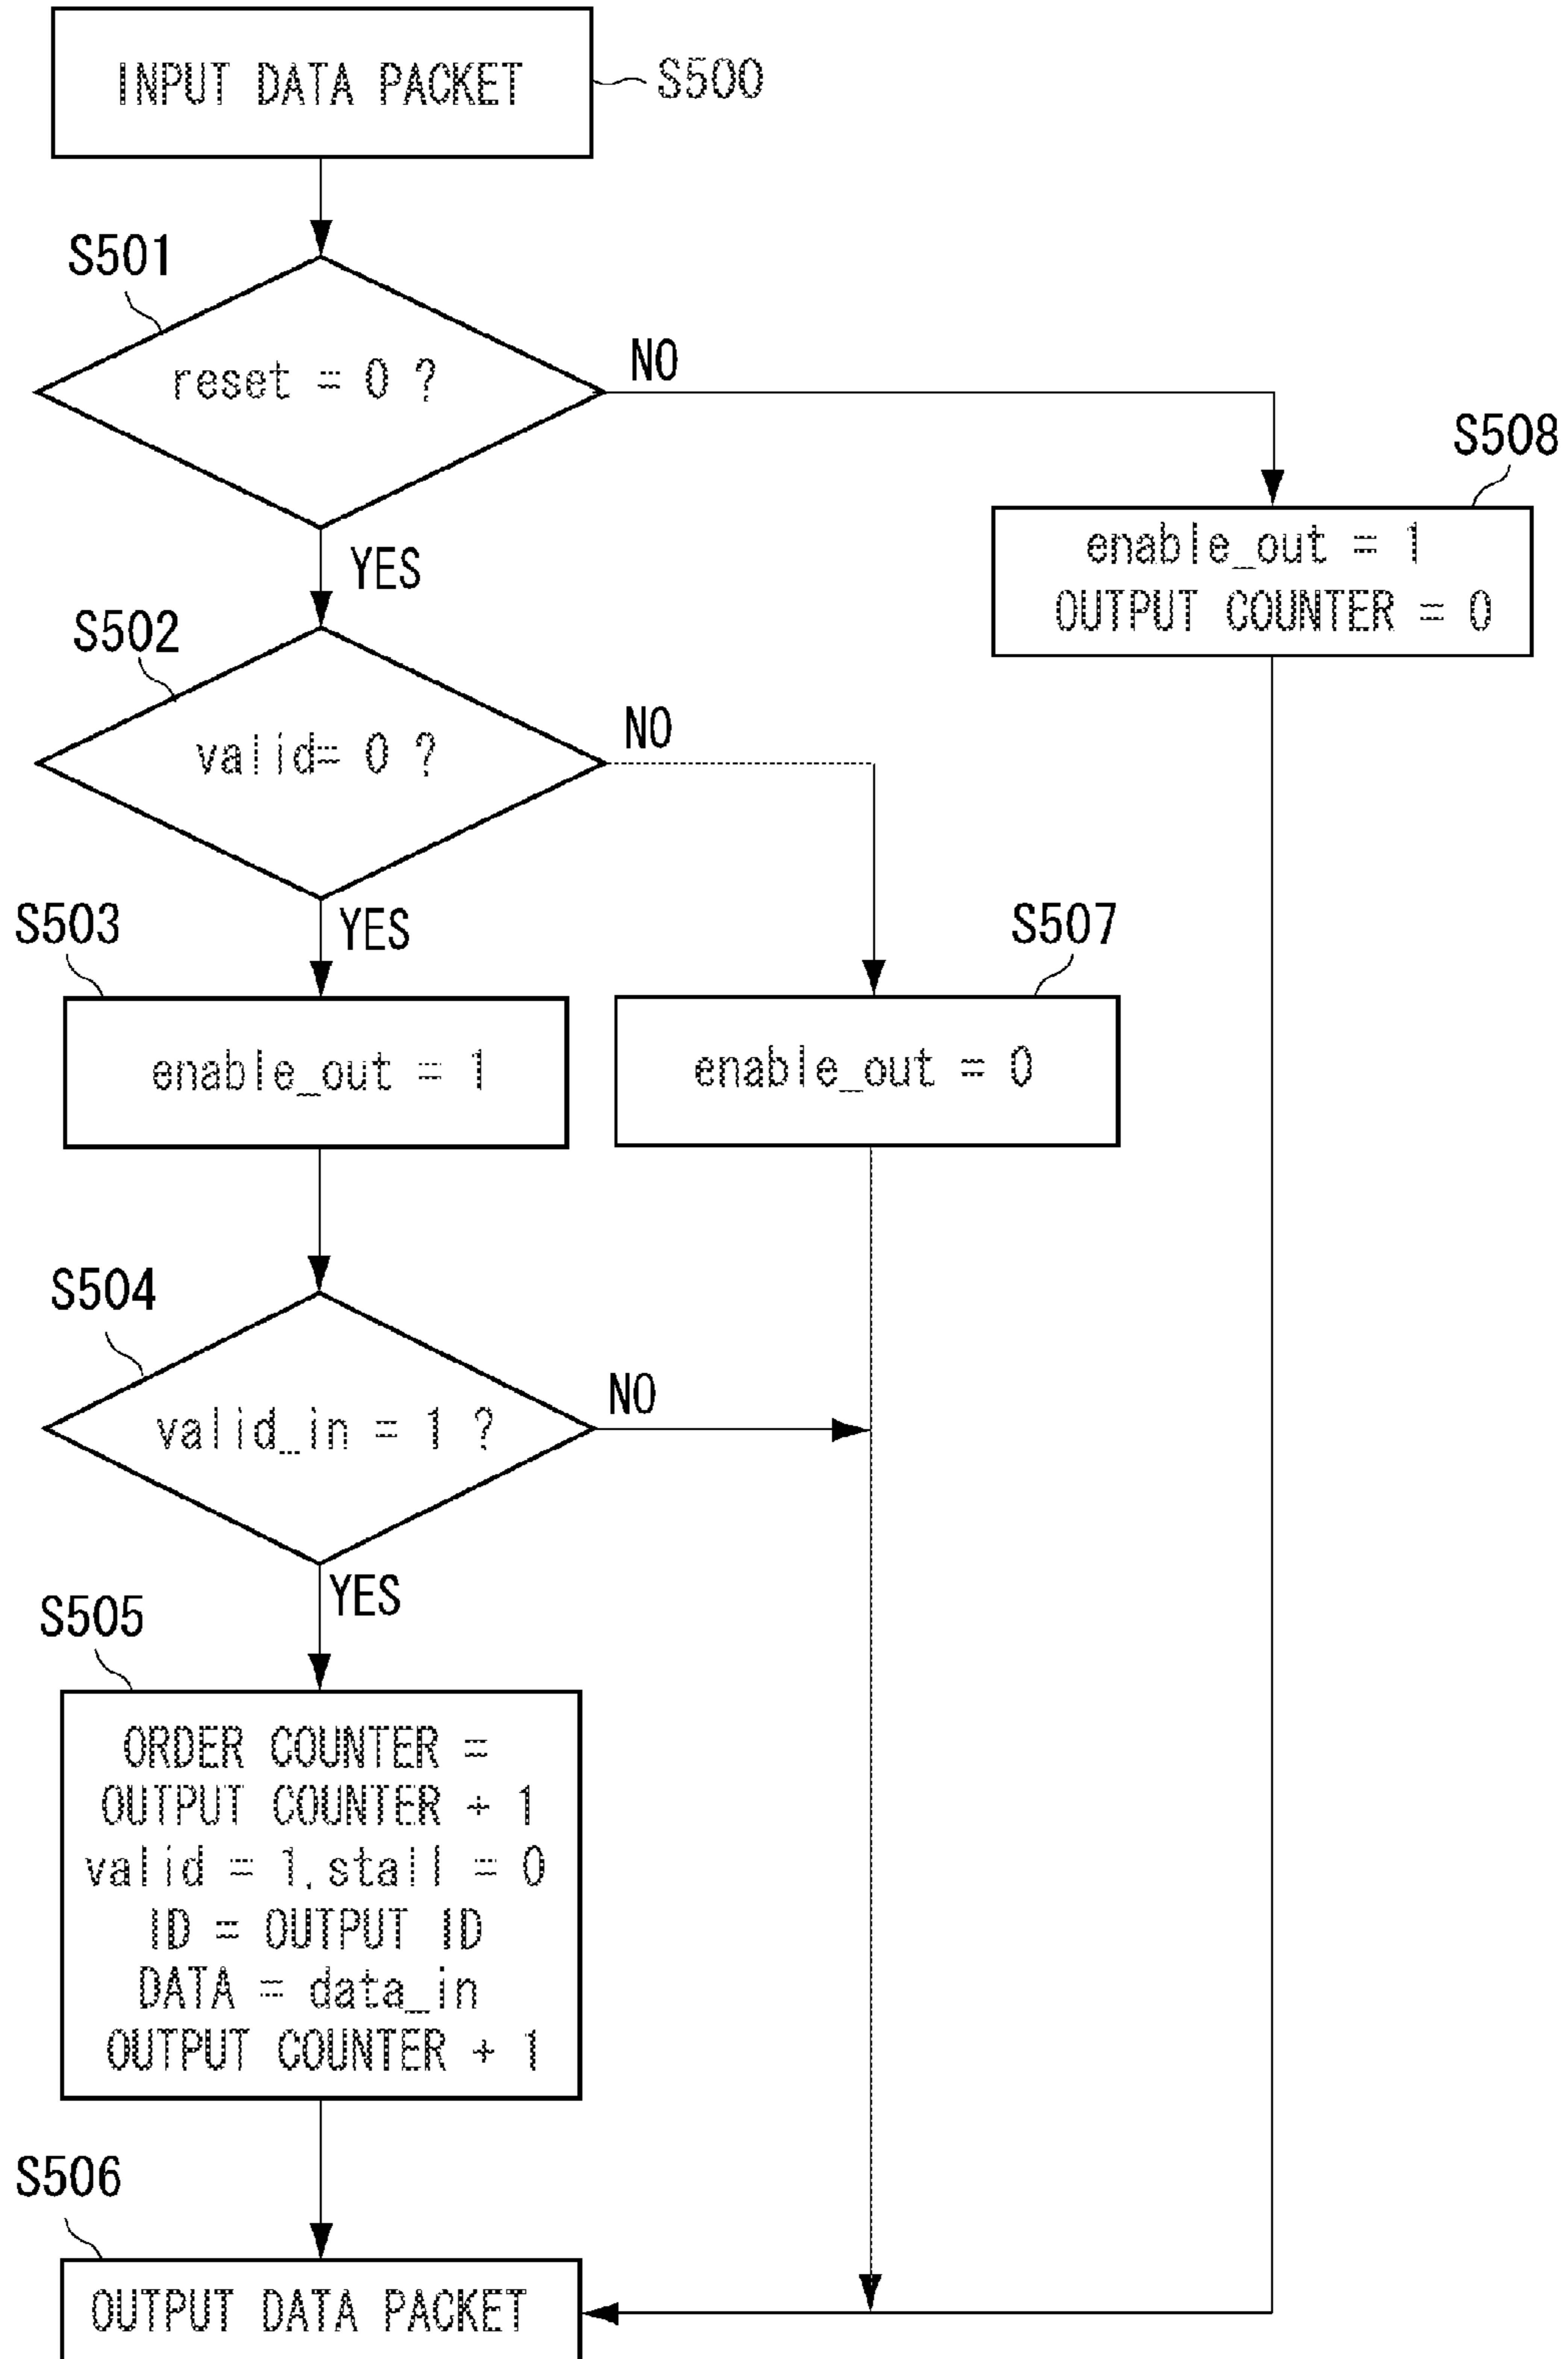 INPUT DATA PACKET
S500
S501
reset = 0 ?
NO
YES
S508
enable_out = 1
OUTPUT COUNTER = 0
S502
valid= 0 ?
NO
YES
S503
enable_out = 1
S507
enable_out = 0
S504
valid_in = 1 ?
NO
YES
S505
ORDER COUNTER =
OUTPUT COUNTER + 1
valid = 1,stall = 0
ID = OUTPUT ID
DATA = data_in
OUTPUT COUNTER + 1
S506
OUTPUT DATA PACKET